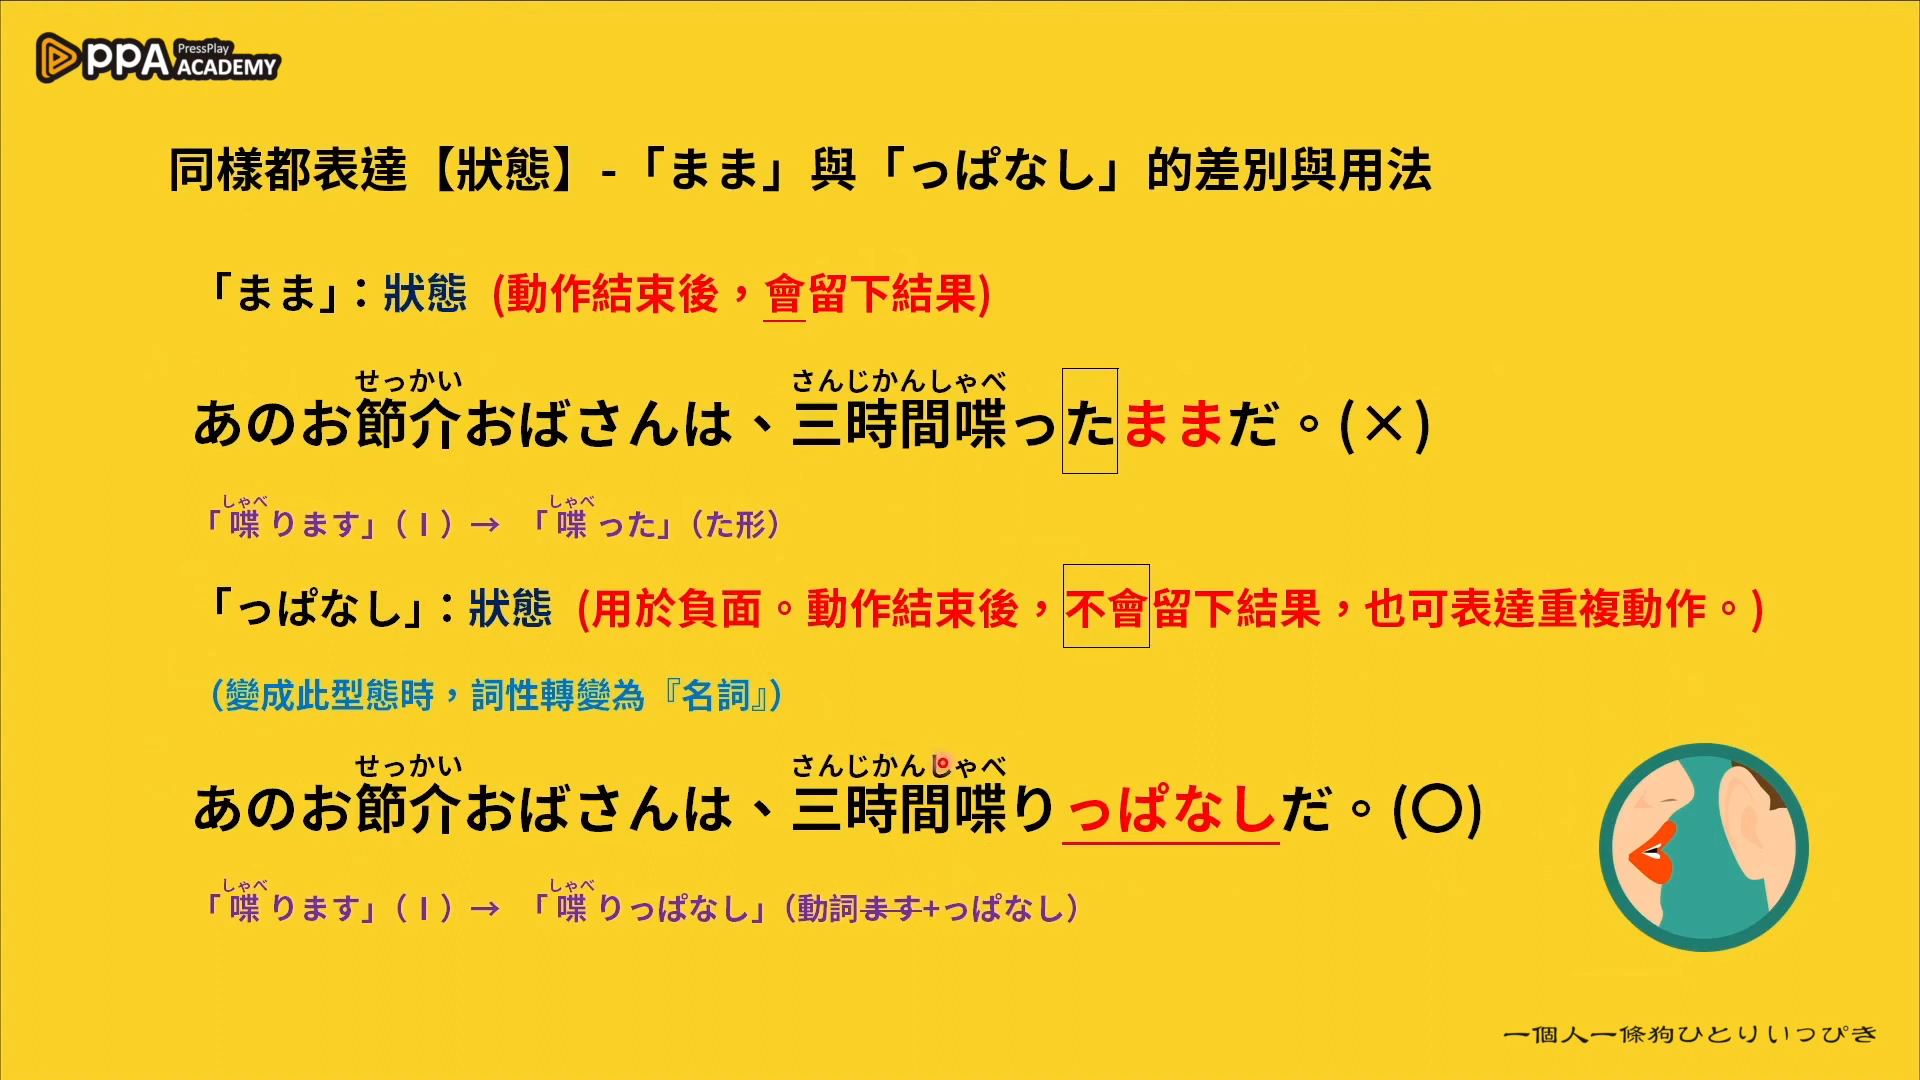 PPA PressPlay ACADEMY
同樣都表達【狀態】-「まま」與「っぱなし」的差別與用法
「まま」：狀態 (動作結束後，會留下結果)
せっかい さんじかんしゃべ
あのお節介おばさんは、三時間喋ったままだ。(×)
しゃべ しゃべ
「喋ります」（Ⅰ）→ 「喋った」（た形）
「っぱなし」：狀態 (用於負面。動作結束後，不會留下結果，也可表達重複動作。)
（變成此型態時，詞性轉變為『名詞』）
せっかい さんじかんしゃべ
あのお節介おばさんは、三時間喋りっぱなしだ。(〇)
しゃべ しゃべ
「喋ります」（Ⅰ）→ 「喋りっぱなし」（動詞ます+っぱなし）
一個人一條狗ひとりいっぴき